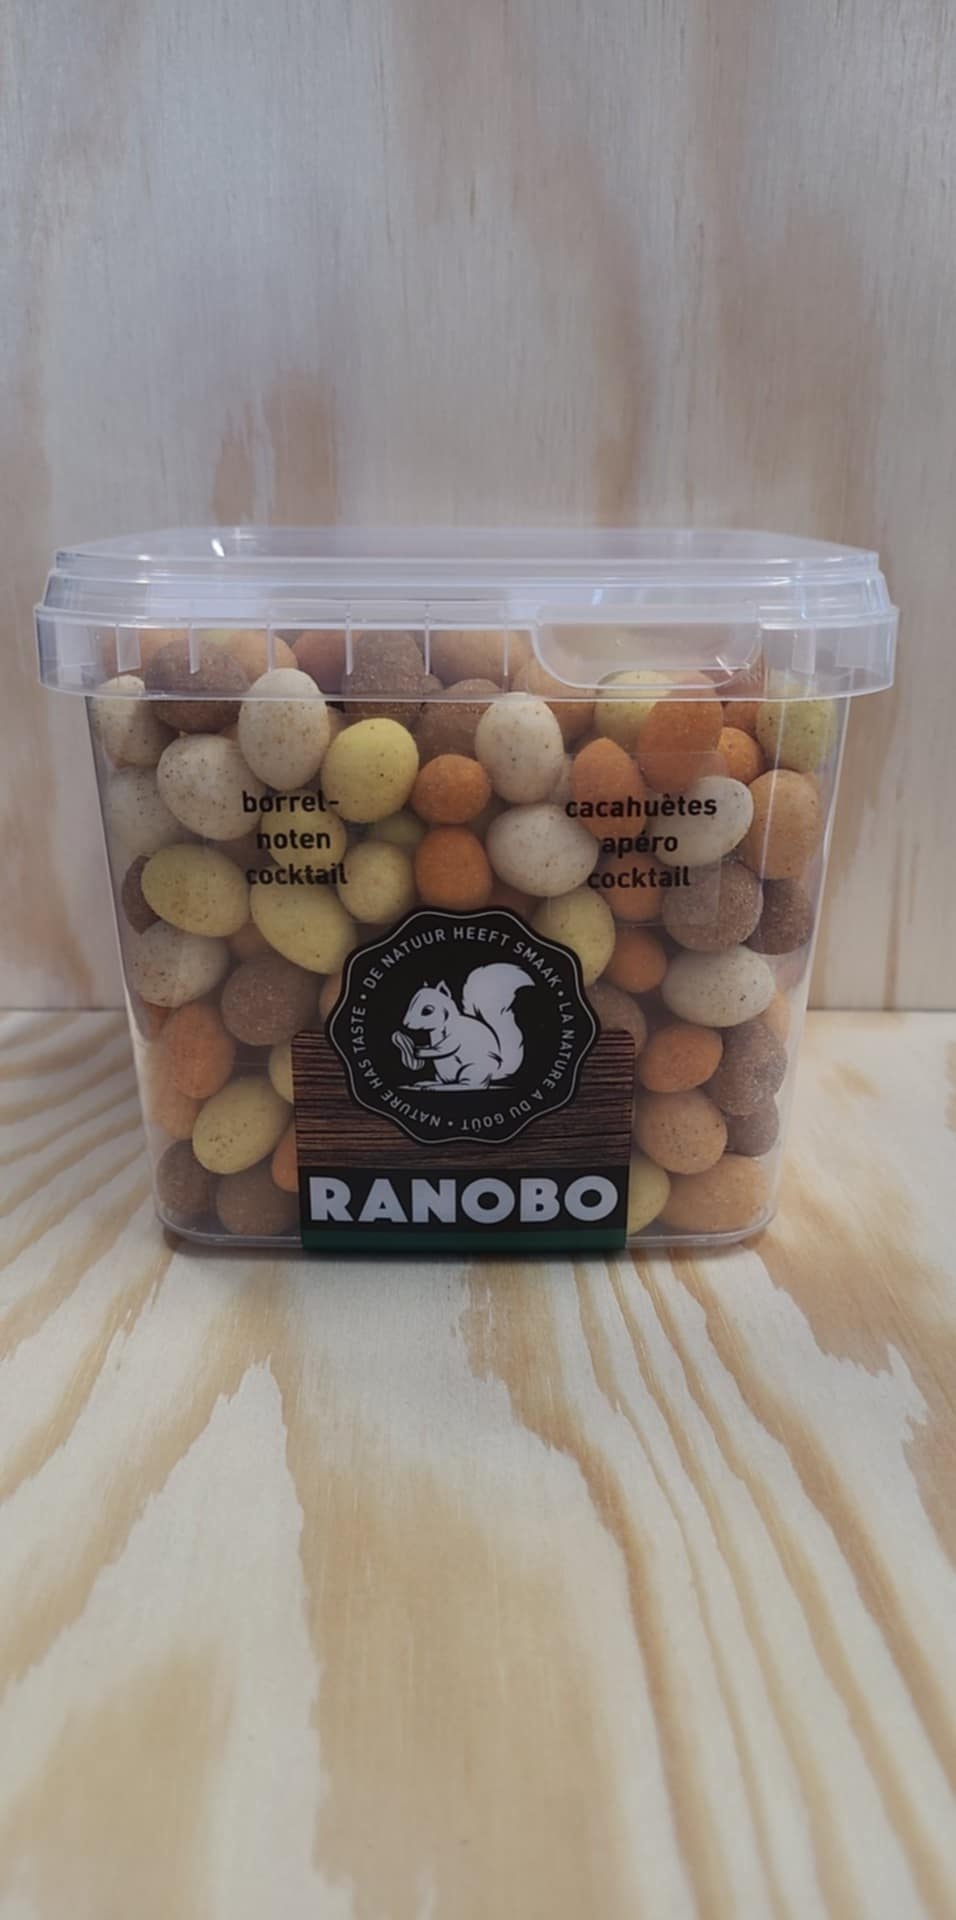 borrel-
noten
cocktail
cacahuètes
apéro
cocktail
DE NATUUR HEEFT SMAAK • LA NATURE A DU GOÛT • NATURE HAS TASTE •
RANOBO